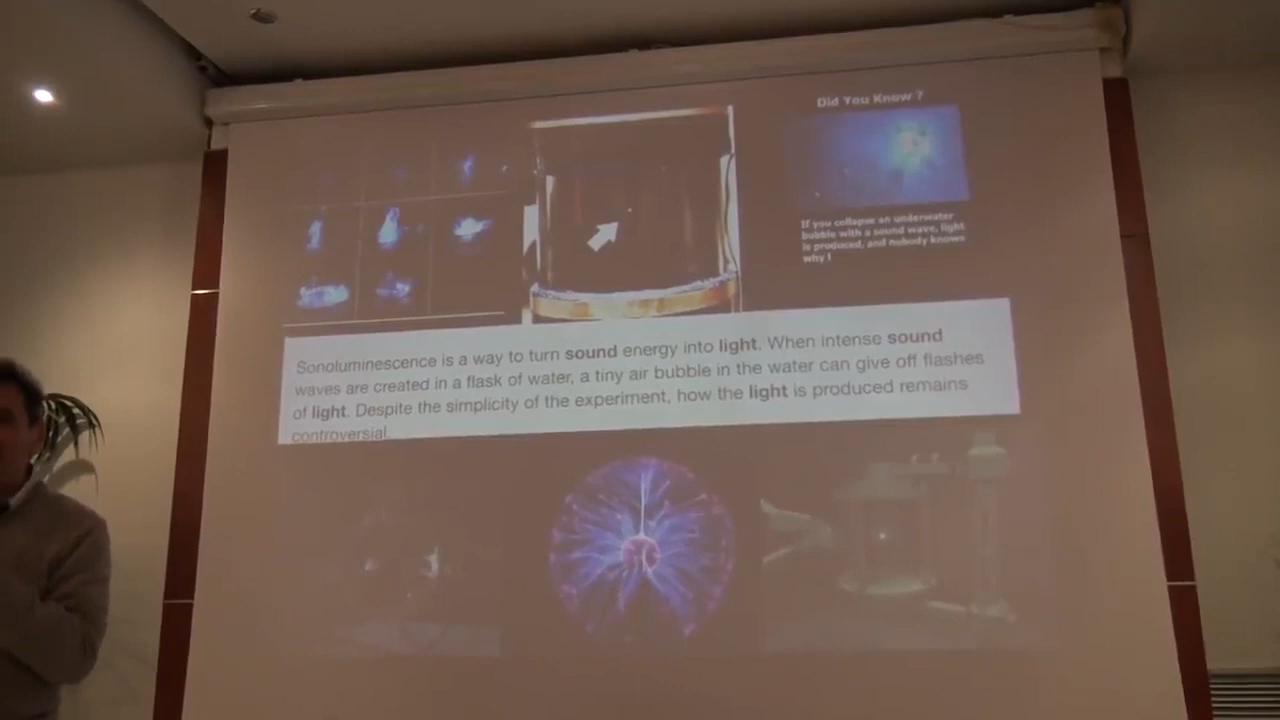 Did You Know ?
If you collapse an underwater
bubble with a sound wave, light
is produced, and nobody knows
why !
Sonoluminescence is a way to turn sound energy into light. When intense sound
waves are created in a flask of water, a tiny air bubble in the water can give off flashes
of light. Despite the simplicity of the experiment, how the light is produced remains
controversial.